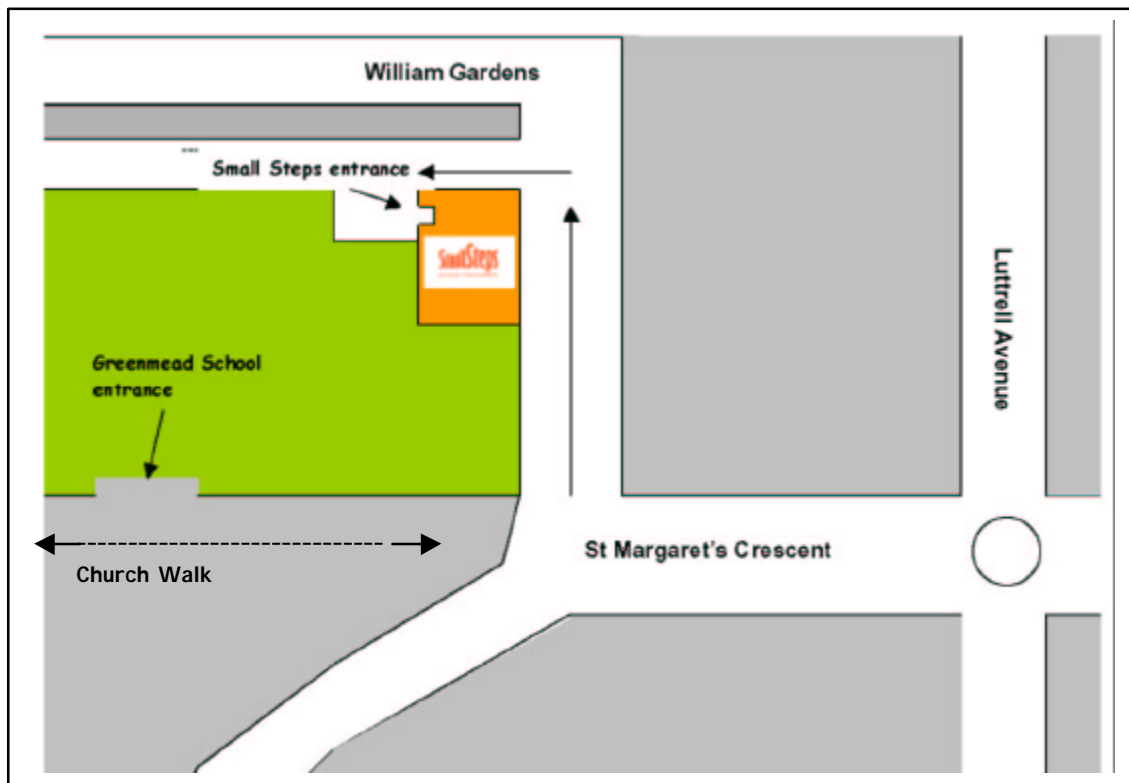 William Gardens
Small Steps entrance
SmallSteps
Luttrell Avenue
Greenmead School
entrance
St Margaret's Crescent
Church Walk